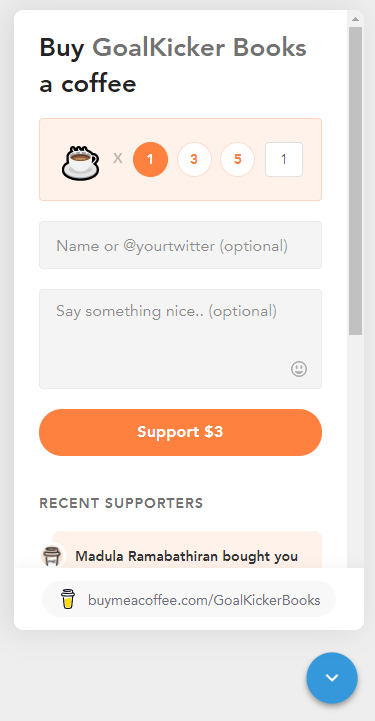 Buy GoalKicker Books
a coffee
X 1 3 5 1
Name or @yourtwitter (optional)
Say something nice.. (optional)
Support $3
RECENT SUPPORTERS
Madula Ramabathiran bought you
buymeacoffee.com/GoalKickerBooks